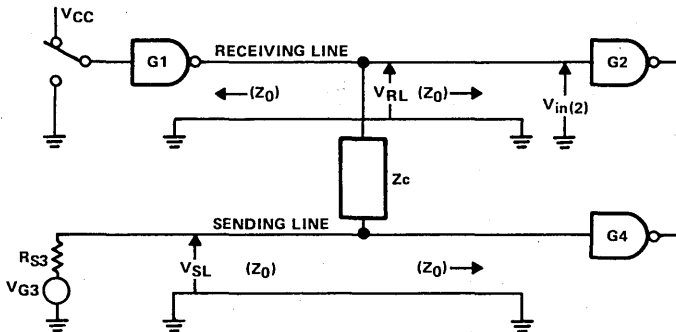 VCC
G1
RECEIVING LINE
G2
(Z0)
VRL
(Z0)
Vin(2)
Zc
SENDING LINE
G4
RS3
VSL
(Z0)
(Z0)
VG3